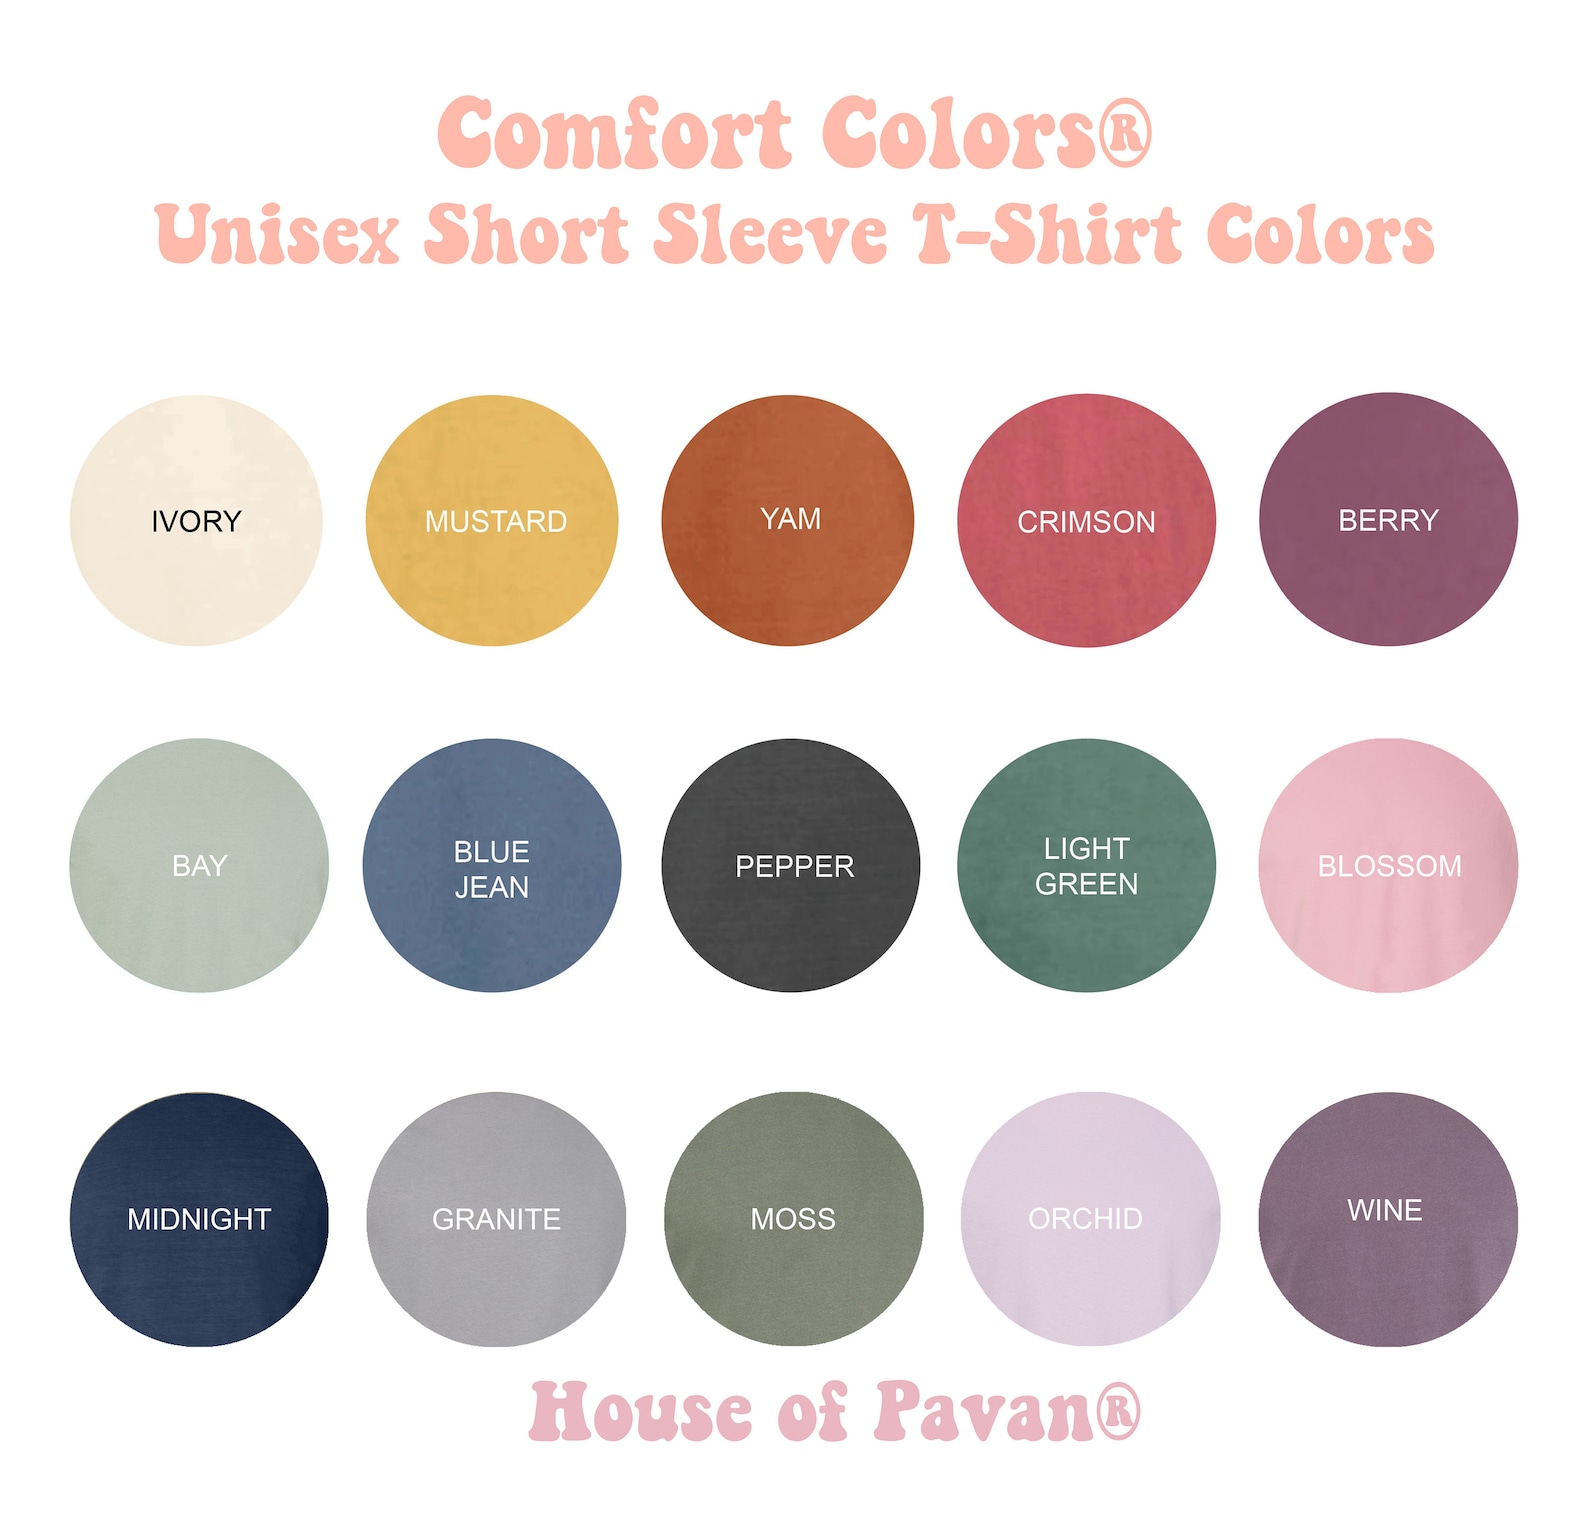 Comfort Colors®
Unisex Short Sleeve T-Shirt Colors
IVORY
MUSTARD
YAM
CRIMSON
BERRY
BAY
BLUE
JEAN
PEPPER
LIGHT
GREEN
BLOSSOM
MIDNIGHT
GRANITE
MOSS
ORCHID
WINE
House of Pavan®